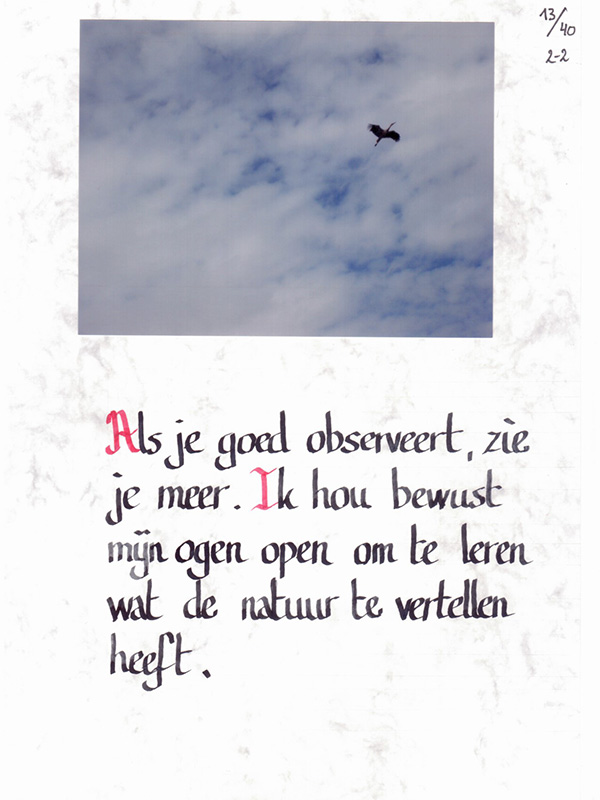 13/40
2-2
Als je goed observeert, zie
je meer. Ik hou bewust
mijn ogen open om te leren
wat de natuur te vertellen
heeft.